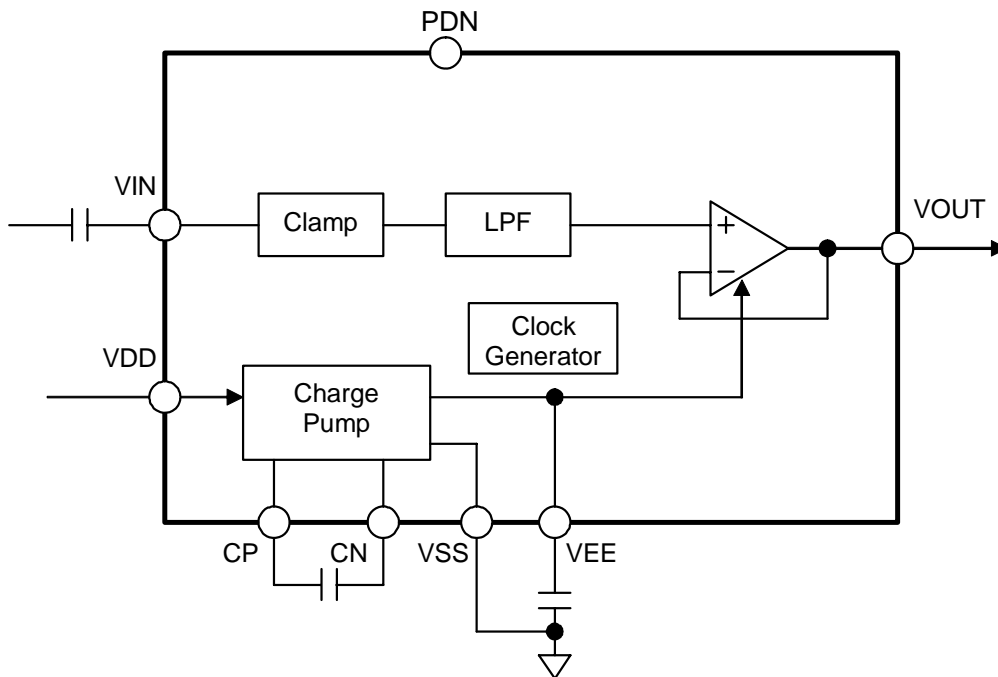 PDN
VIN
Clamp
LPF
+
−
VOUT
Clock
Generator
VDD
Charge
Pump
CP
CN
VSS
VEE